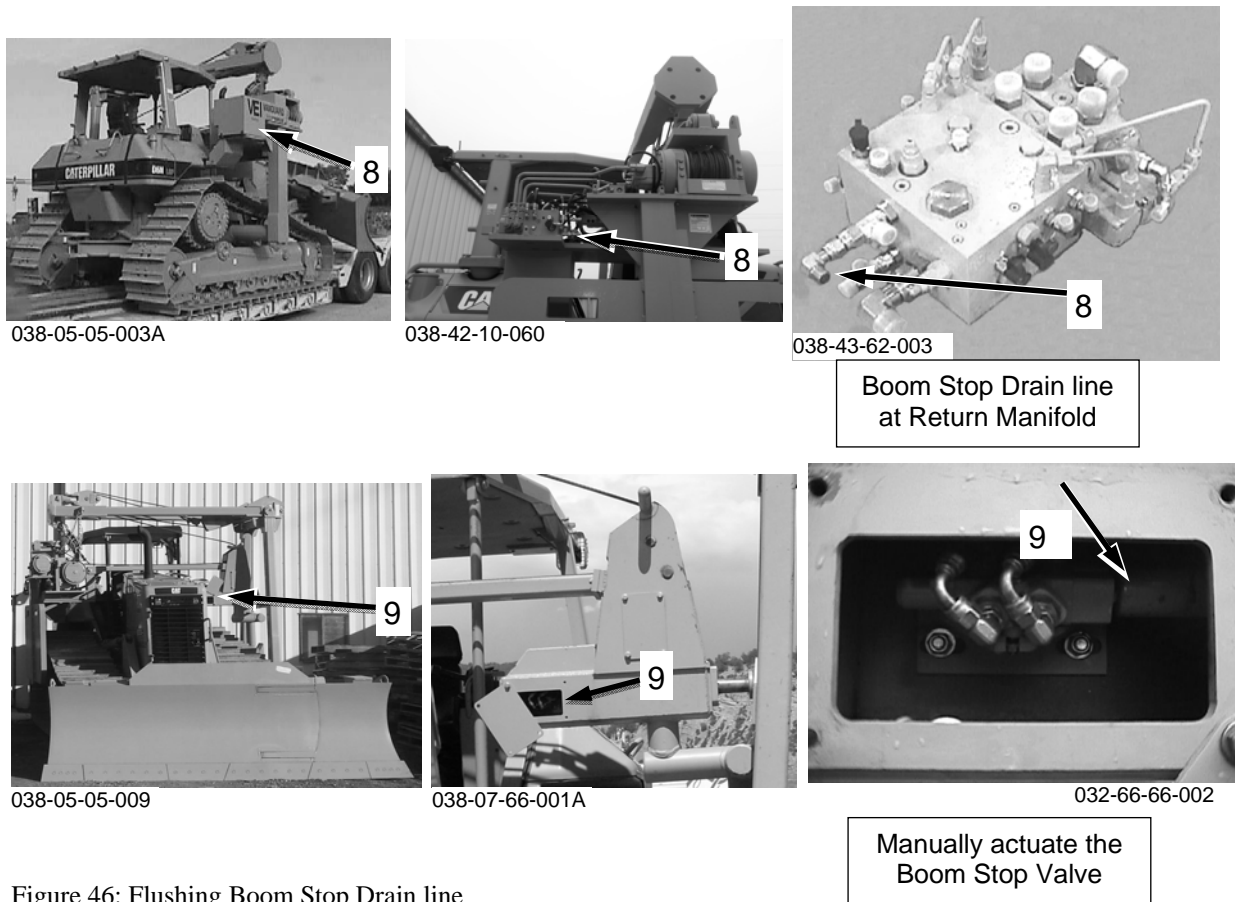 8
VEI
CATERPILLAR
D6N
038-05-05-003A
8
CA
038-42-10-060
8
038-43-62-003
Boom Stop Drain line
at Return Manifold
9
CAT
038-05-05-009
9
038-07-66-001A
9
032-66-66-002
Manually actuate the
Boom Stop Valve
Figure 46: Flushing Boom Stop Drain line